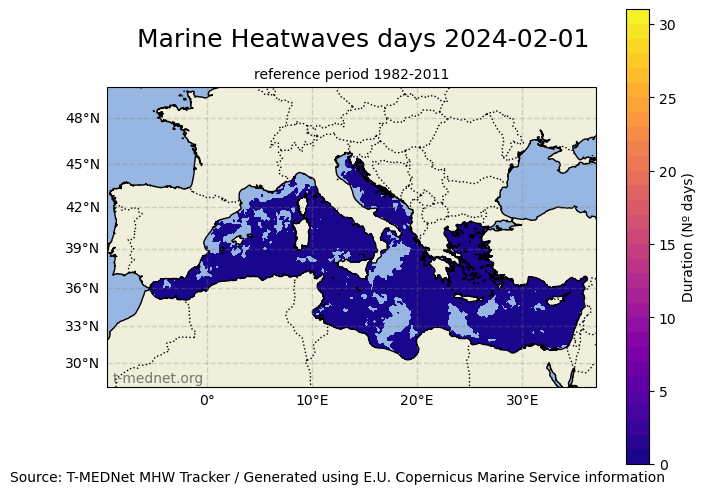 Marine Heatwaves days 2024-02-01
reference period 1982-2011
48°N
45°N
42°N
39°N
36°N
33°N
30°N
0°
10°E
20°E
30°E
t-mednet.org
30
25
20
15
10
5
0
Duration (Nº days)
Source: T-MEDNet MHW Tracker / Generated using E.U. Copernicus Marine Service information